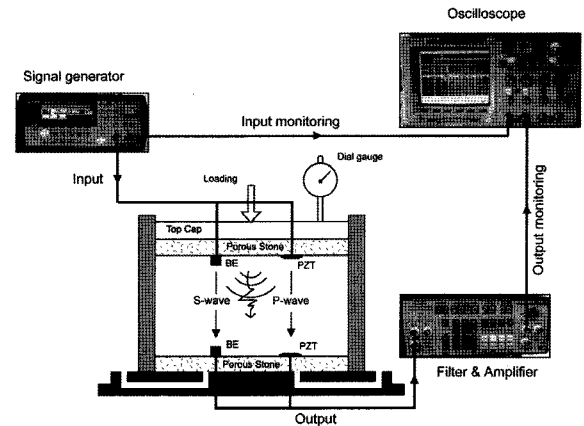 Oscilloscope
Signal generator
Input monitoring
Dial gauge
Input
Loading
Top Cap
Porous Stone
BE
PZT
S-wave
P-wave
Output monitoring
BE
PZT
Porous Stone
Filter & Amplifier
Output